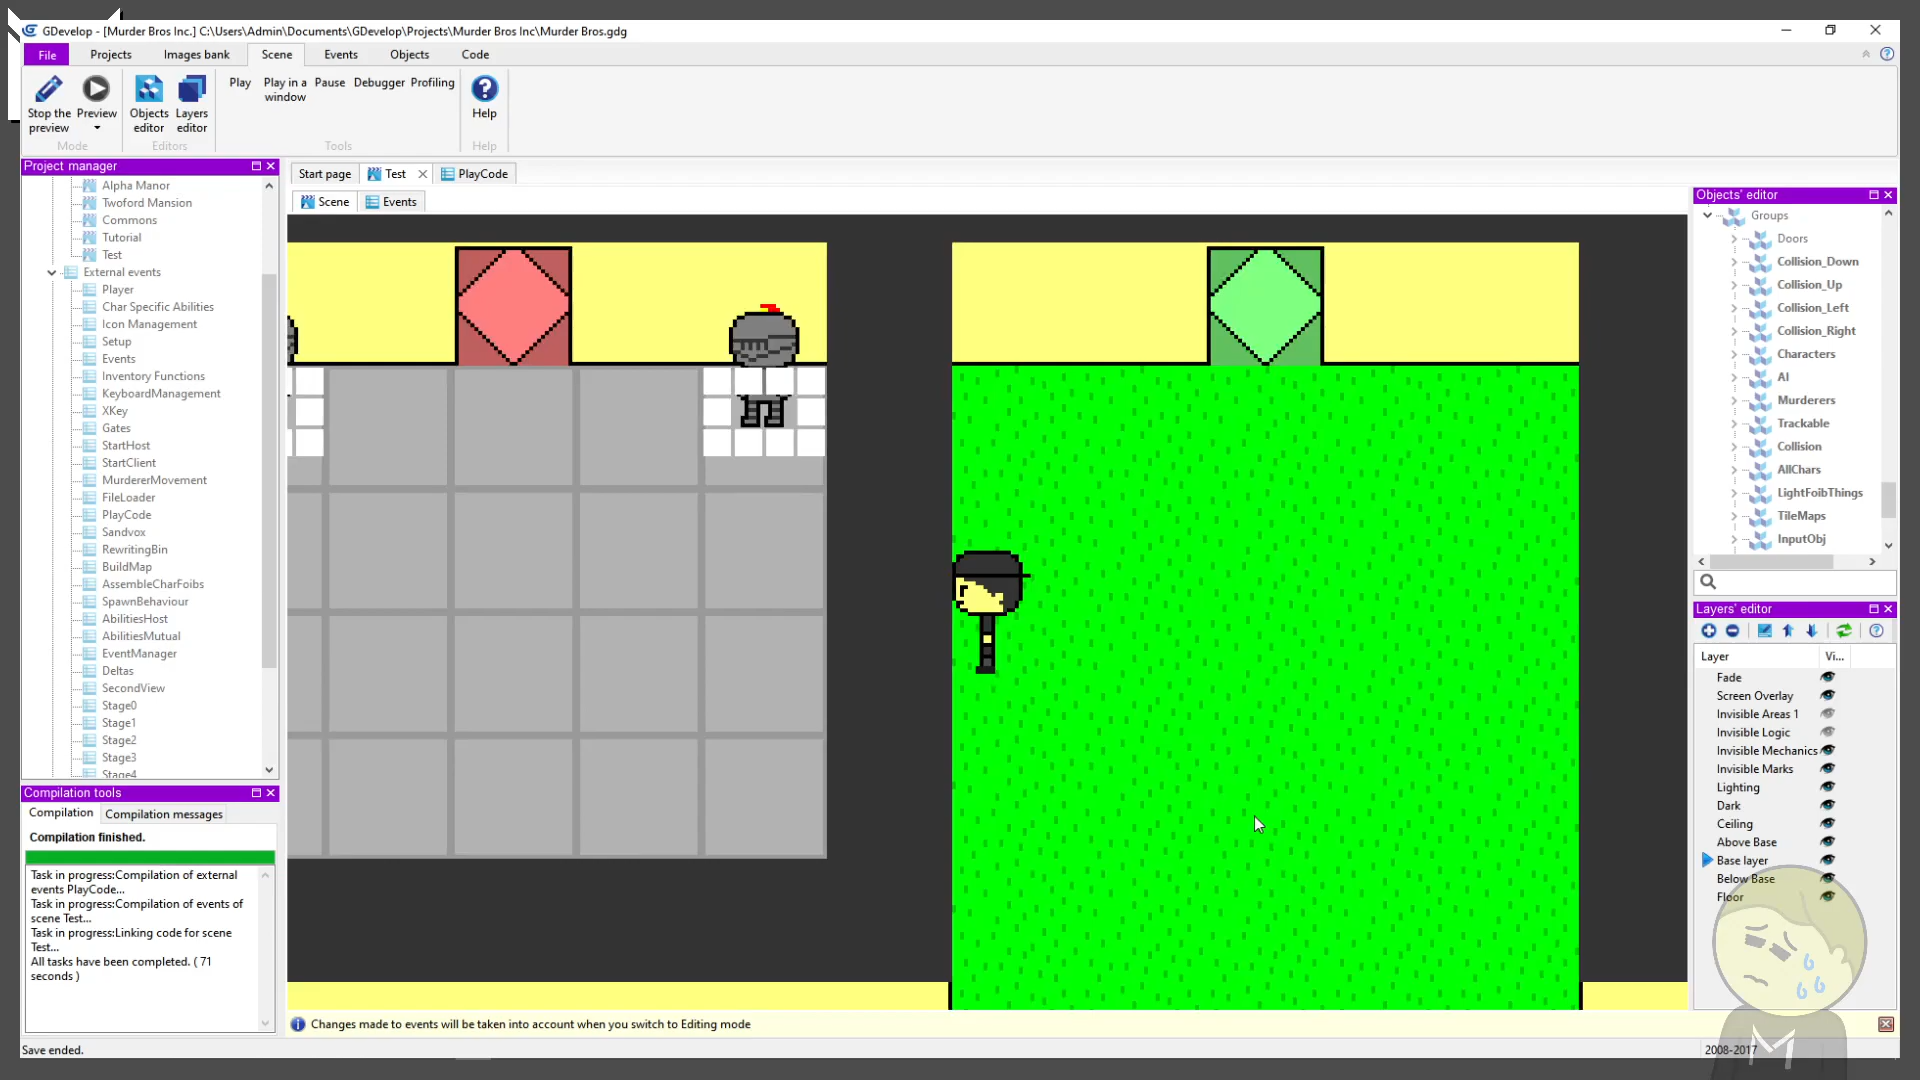 GDevelop - [Murder Bros Inc.] C:\Users\Admin\Documents\GDevelop\Projects\Murder Bros Inc\Murder Bros.gdg
File
Projects
Images bank
Scene
Events
Objects
Code
Stop the
preview
Preview
Objects
editor
Layers
editor
Play
Play in a
window
Pause
Debugger
Profiling
Help
Mode
Editors
Tools
Help
Project manager
Alpha Manor
Twoford Mansion
Commons
Tutorial
Test
External events
Player
Char Specific Abilities
Icon Management
Setup
Events
Inventory Functions
KeyboardManagement
XKey
Gates
StartHost
StartClient
MurdererMovement
FileLoader
PlayCode
Sandvox
RewritingBin
BuildMap
AssembleCharFoibs
SpawnBehaviour
AbilitiesHost
AbilitiesMutual
EventManager
Deltas
SecondView
Stage0
Stage1
Stage2
Stage3
Stage4
Compilation tools
Compilation
Compilation messages
Compilation finished.
Task in progress:Compilation of external
events PlayCode...
Task in progress:Compilation of events of
scene Test...
Task in progress:Linking code for scene
Test...
All tasks have been completed. ( 71
seconds )
Save ended.
Start page
Test
PlayCode
Scene
Events
Changes made to events will be taken into account when you switch to Editing mode
Objects' editor
Groups
Doors
Collision_Down
Collision_Up
Collision_Left
Collision_Right
Characters
AI
Murderers
Trackable
Collision
AllChars
LightFoibThings
TileMaps
InputObj
Layers' editor
Layer
Vi...
Fade
Screen Overlay
Invisible Areas 1
Invisible Logic
Invisible Mechanics
Invisible Marks
Lighting
Dark
Ceiling
Above Base
Base layer
Below Base
Floor
2008-2017